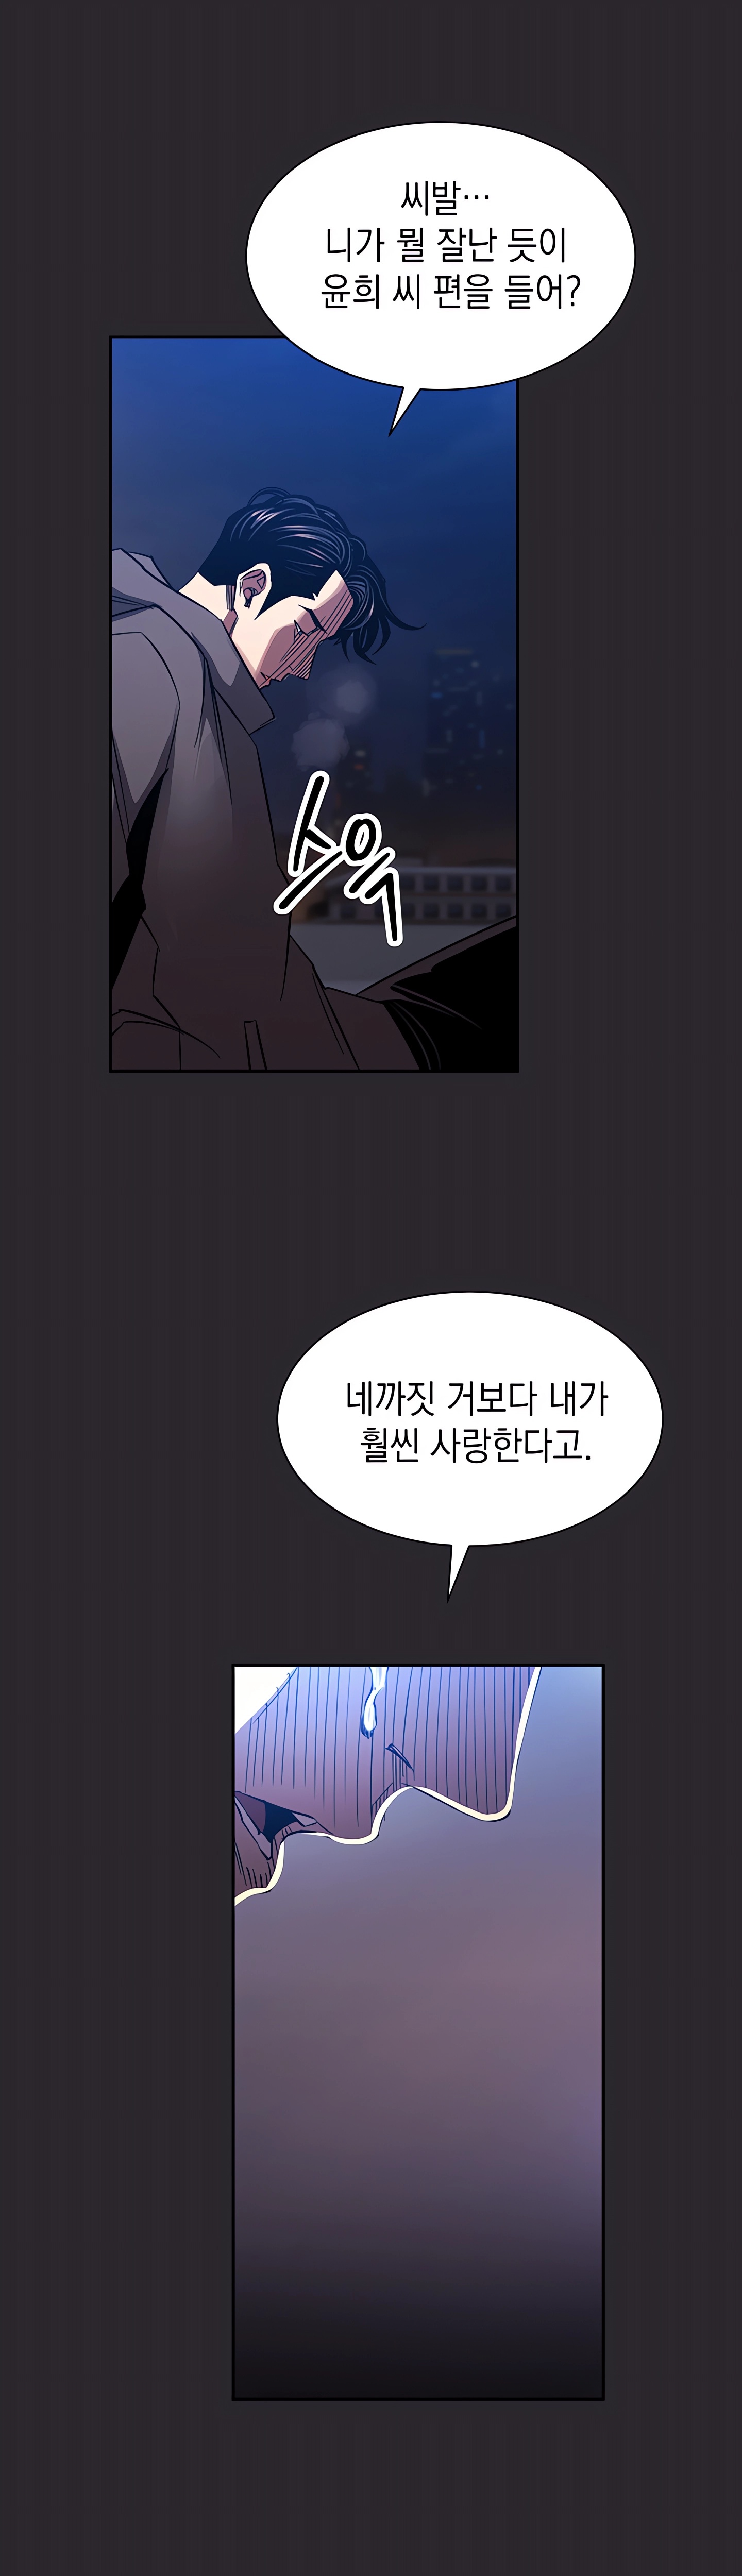 씨발…
니가 뭘 잘난 듯이
윤희 씨 편을 들어?
스윽
네까짓 거보다 내가
훨씬 사랑한다고.